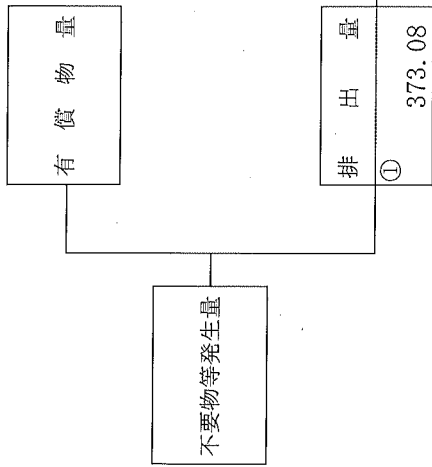 不要物等発生量
有償物量
排出量
①
373.08